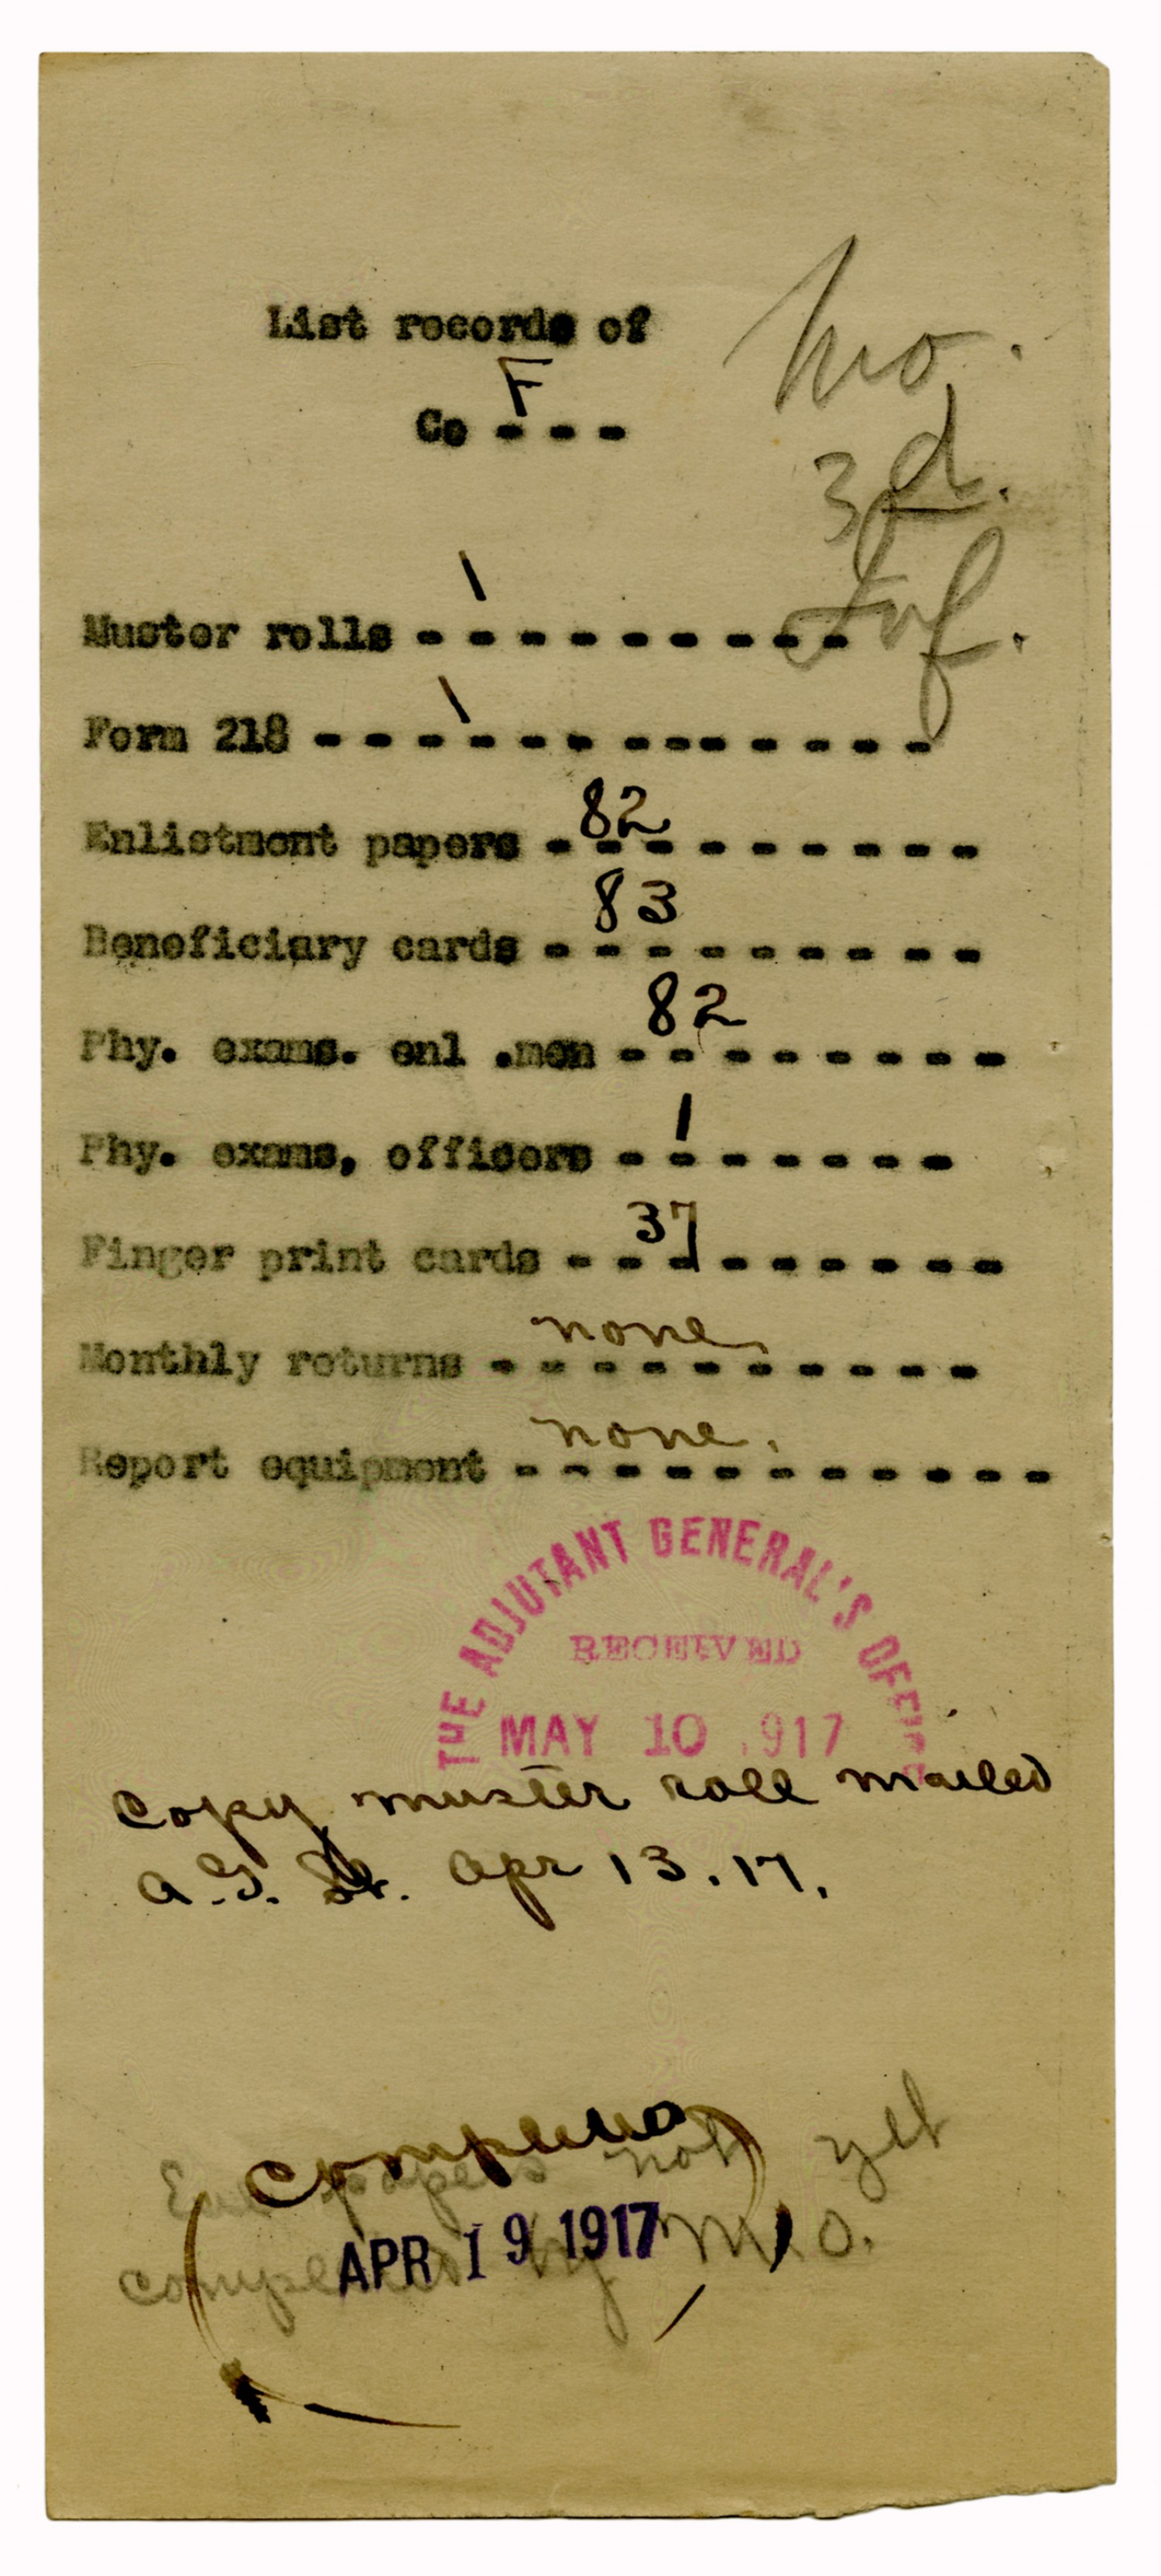 List records of
Mo.
Co F - - -
3d.
Inf.
1
Muster rolls - - - - - - - - -
1
Form 218 - - - - - - - - - - - -
82
Enlistment papers - - - - - - - - -
83
Beneficiary cards - - - - - - - - -
82
Phy. exams. enl .men - - - - - - - -
1
Phy. exams, officers - - - - - - -
37
Finger print cards - - - - - - - - -
none
Monthly returns - - - - - - - - - -
none.
Report equipment - - - - - - - - - - -
THE ADJUTANT GENERAL'S OFFICE
RECEIVED
MAY 10 1917
Copy muster roll mailed
A.G. Apr 13.17.
Completed
papers not yet
APR 19 1917
completed by M.O.